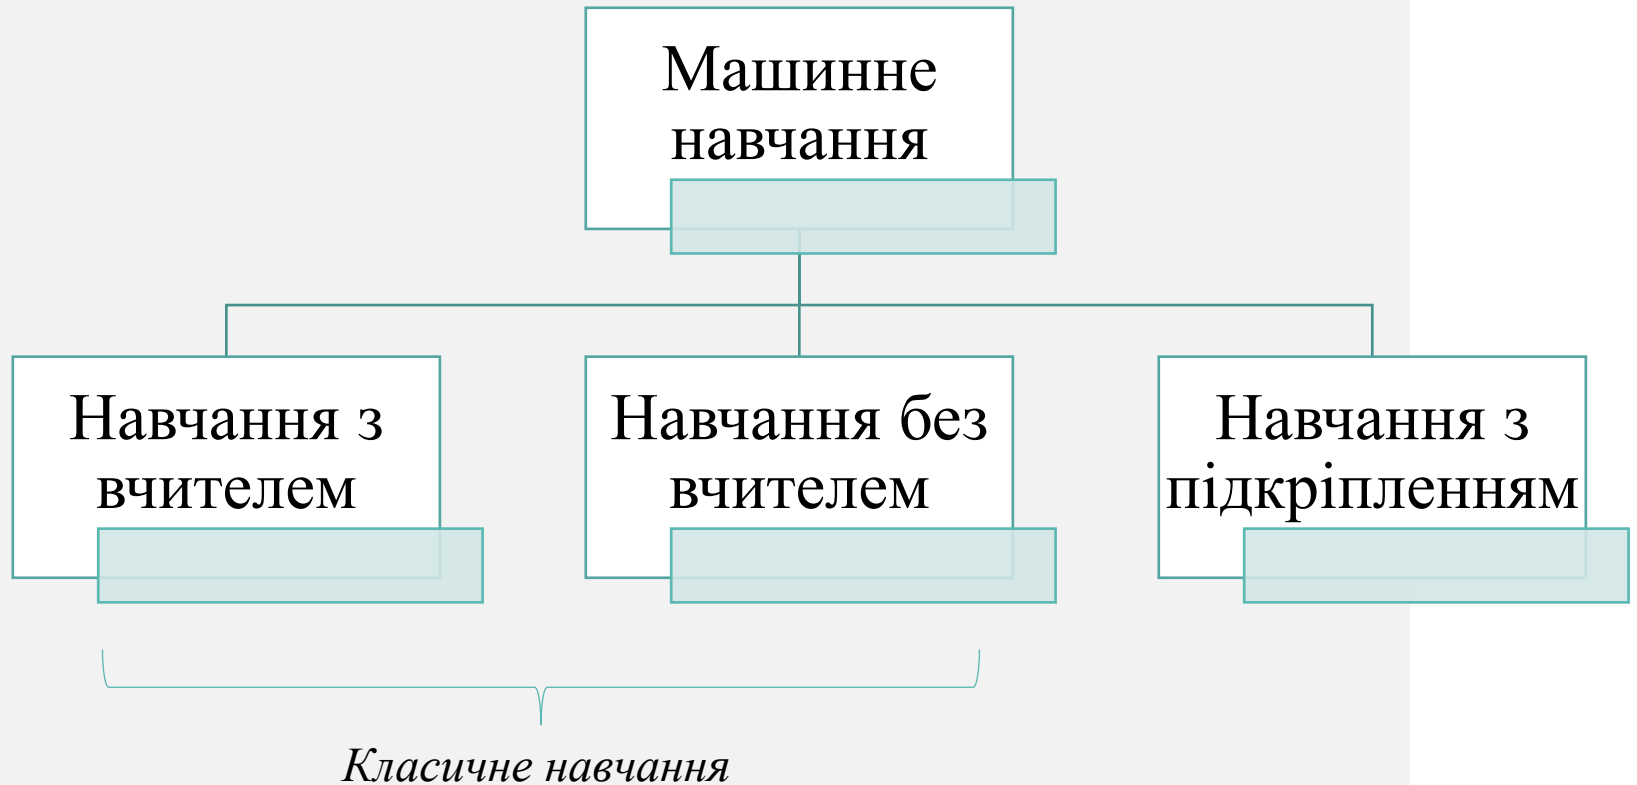 Машинне
навчання
Навчання з
вчителем
Навчання без
вчителем
Навчання з
підкріпленням
Класичне навчання